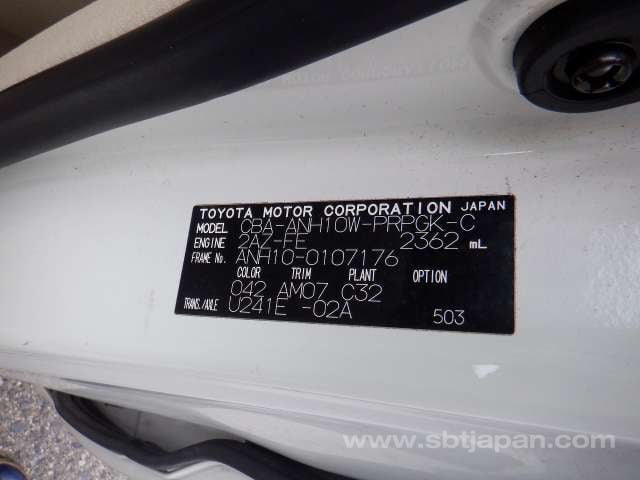 TOYOTA MOTOR CORPORATION JAPAN
MODEL CBA-ANH10W-PRPGK-C
ENGINE 2AZ-FE 2362 mL
FRAME No. ANH10-0107176
COLOR TRIM PLANT OPTION
042 AM07 C32
TRANS./AXLE U241E -02A 503
www.sbtjapan.com